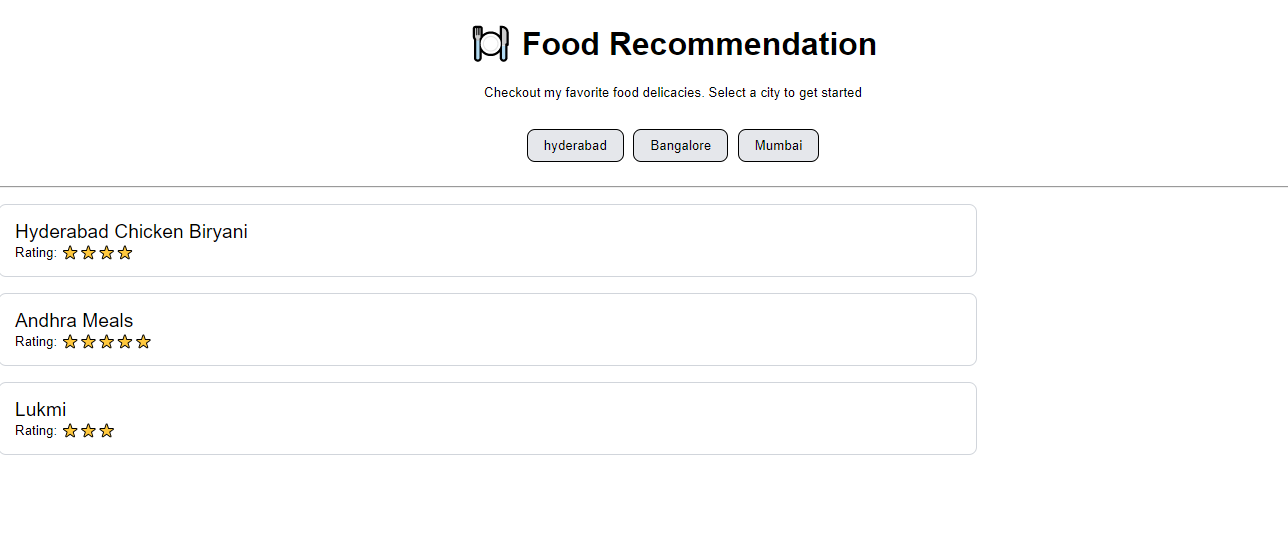 Food Recommendation
Checkout my favorite food delicacies. Select a city to get started
hyderabad Bangalore Mumbai
Hyderabad Chicken Biryani
Rating:
Andhra Meals
Rating:
Lukmi
Rating: